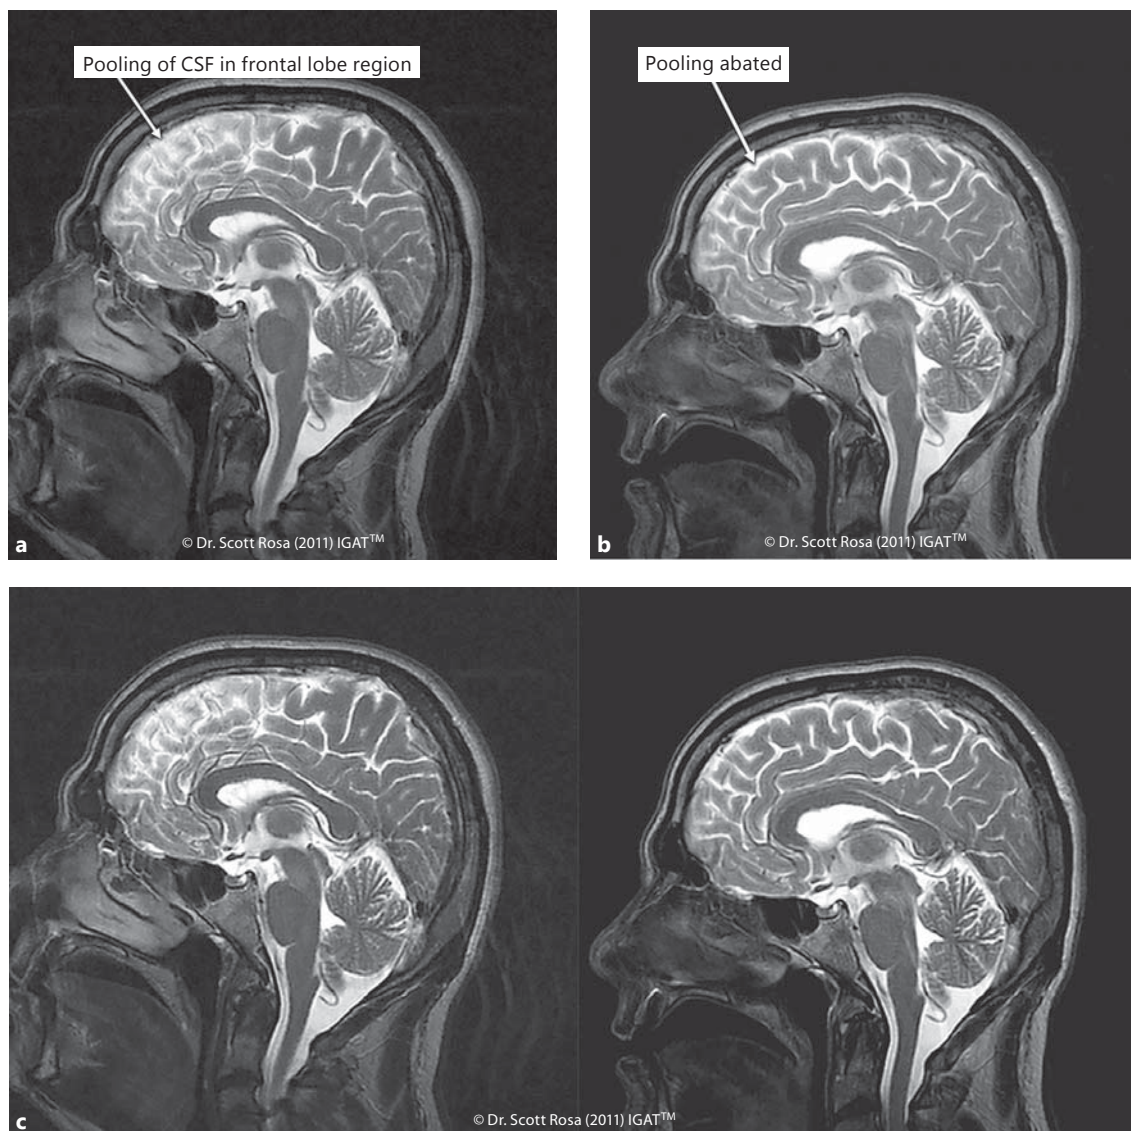 Pooling of CSF in frontal lobe region
Pooling abated
a
© Dr. Scott Rosa (2011) IGAT™
b
© Dr. Scott Rosa (2011) IGAT™
c
© Dr. Scott Rosa (2011) IGAT™